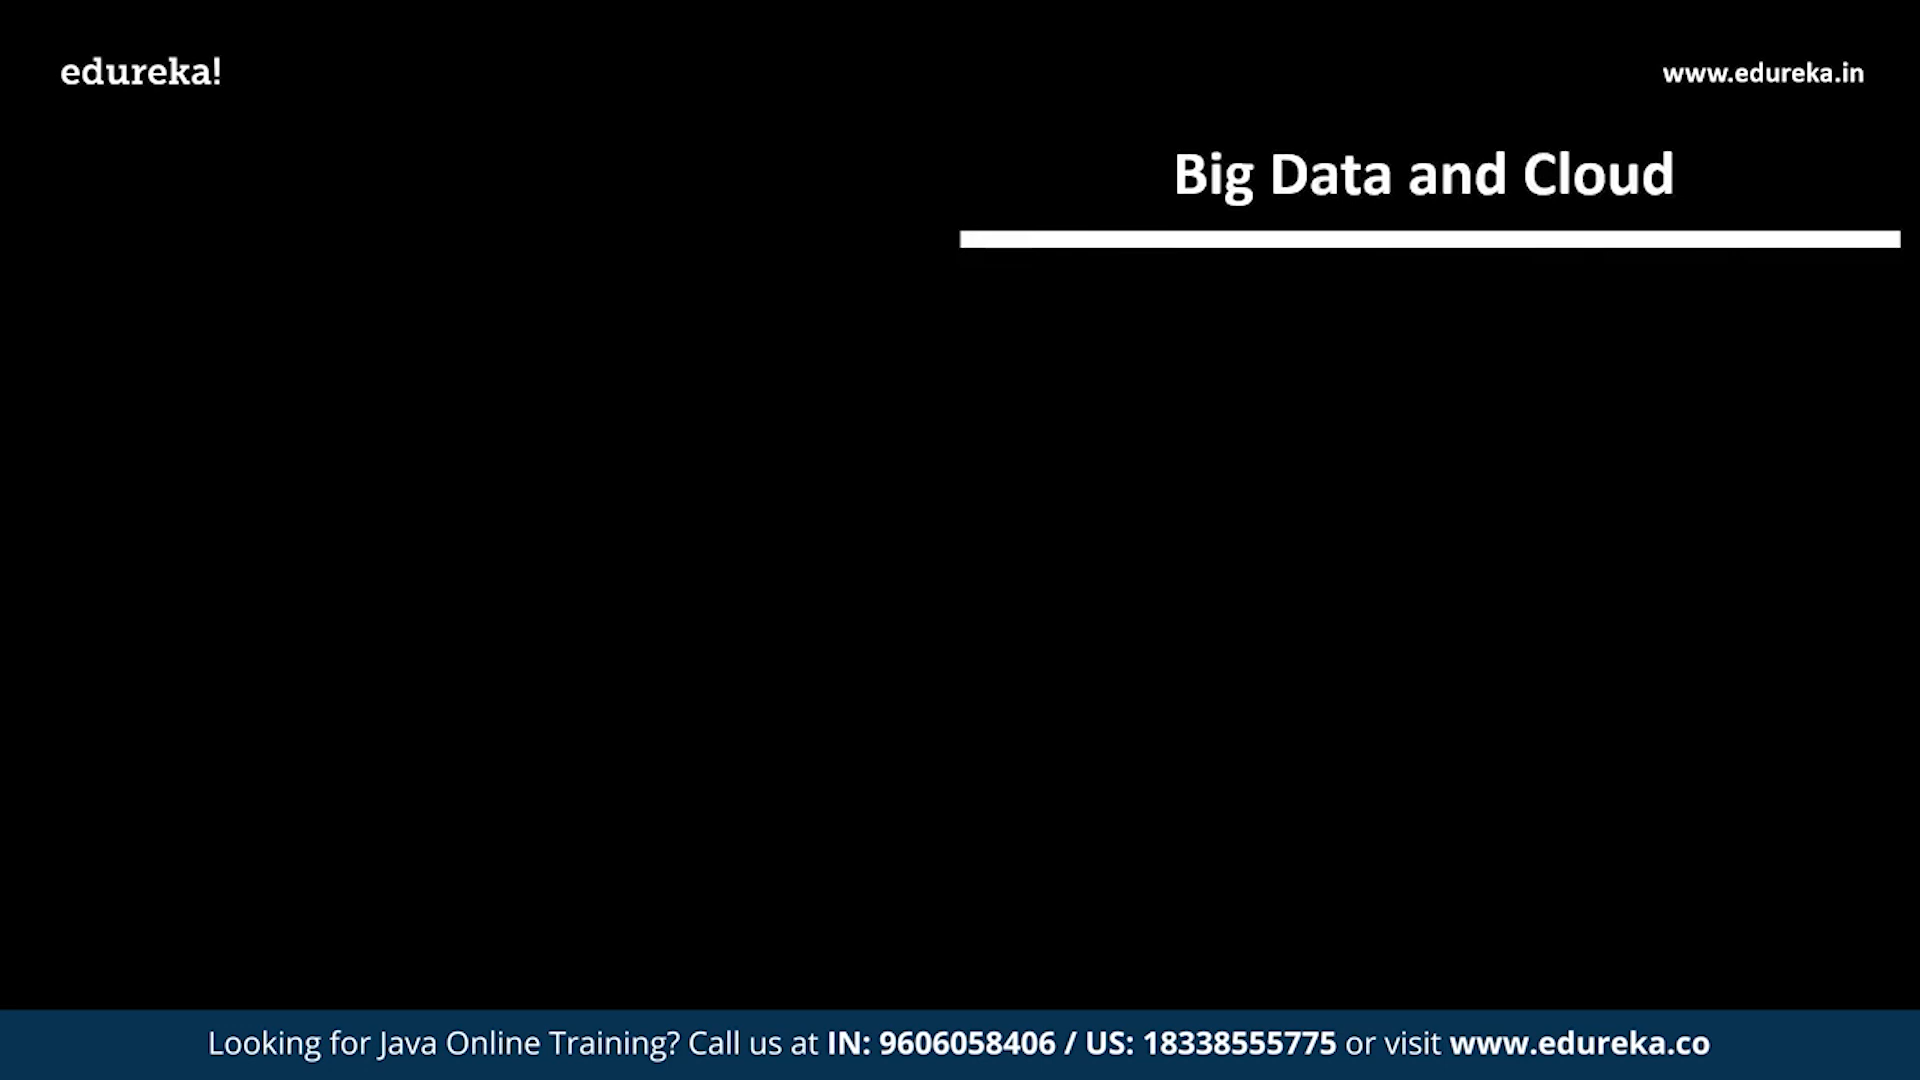 edureka!
www.edureka.in
Big Data and Cloud
Looking for Java Online Training? Call us at IN: 9606058406 / US: 18338555775 or visit www.edureka.co